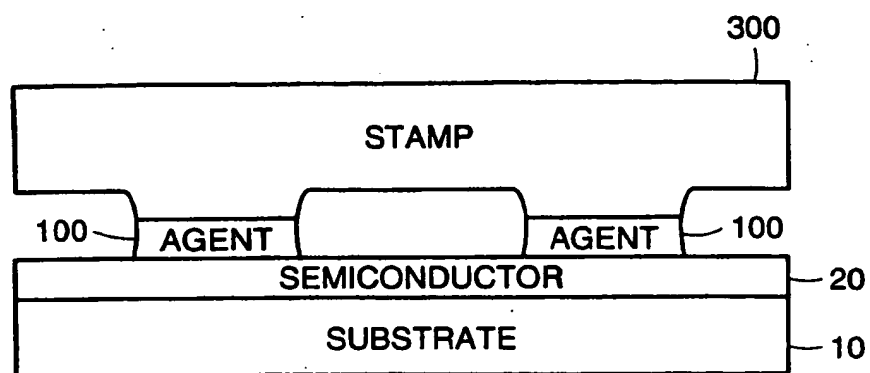 300
STAMP
100 AGENT AGENT 100
SEMICONDUCTOR 20
SUBSTRATE 10